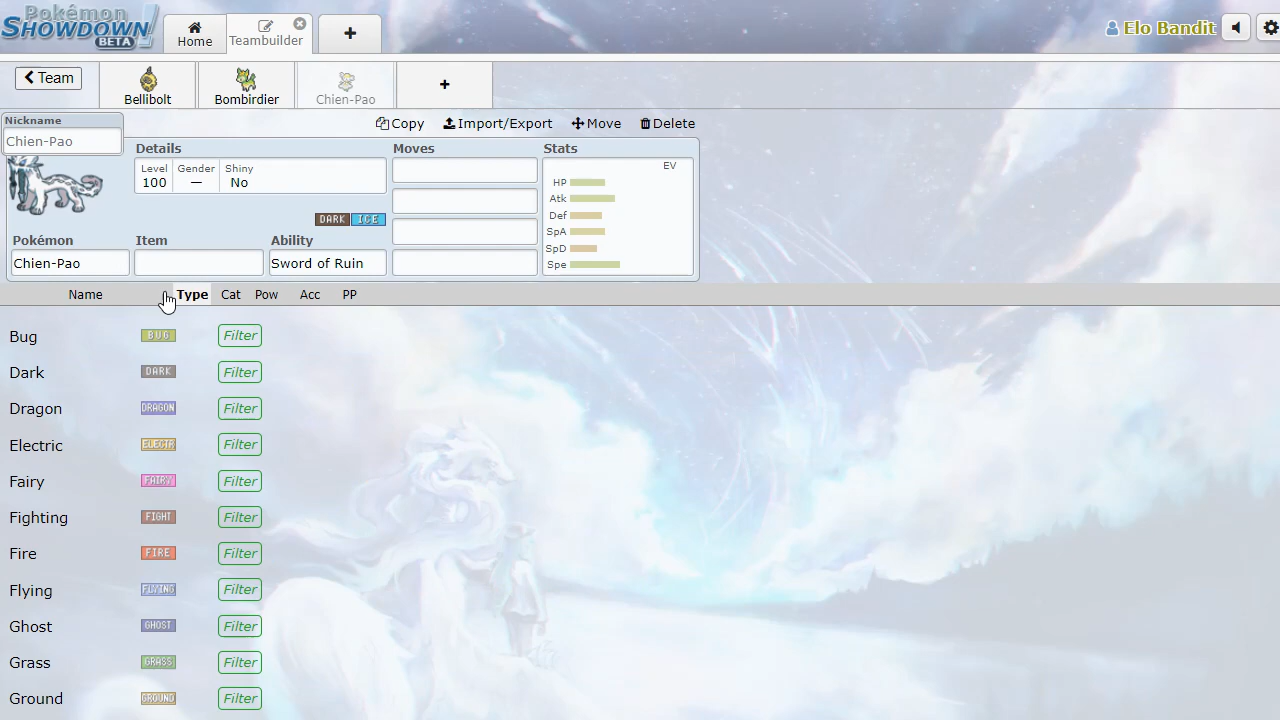 Pokémon
SHOWDOWN!
BETA
Home
Teambuilder
+
Elo Bandit
Team
Bellibolt
Bombirdier
Chien-Pao
+
Nickname
Chien-Pao
Copy
Import/Export
Move
Delete
Details
Moves
Stats
Level
Gender
Shiny
100
—
No
EV
HP
Atk
Def
SpA
SpD
Spe
DARK ICE
Pokémon
Item
Ability
Chien-Pao
Sword of Ruin
Name Type Cat Pow Acc PP
Bug BUG Filter
Dark DARK Filter
Dragon DRAGON Filter
Electric ELECTR Filter
Fairy FAIRY Filter
Fighting FIGHT Filter
Fire FIRE Filter
Flying FLYING Filter
Ghost GHOST Filter
Grass GRASS Filter
Ground GROUND Filter